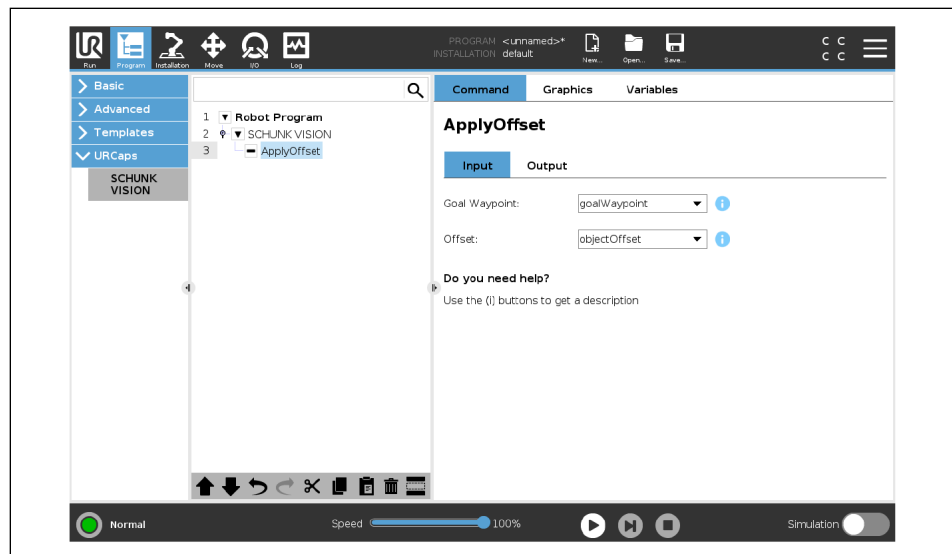 UR
PROGRAM <unnamed>*
INSTALLATION default
Run Program Installation Move I/O Log New... Open... Save...
C C
C C
Basic
Advanced
Templates
URCaps
SCHUNK
VISION
1 Robot Program
2 SCHUNK VISION
3 ApplyOffset
Command Graphics Variables
ApplyOffset
Input Output
Goal Waypoint: goalWaypoint i
Offset: objectOffset i
Do you need help?
Use the (i) buttons to get a description
Normal Speed 100% Simulation